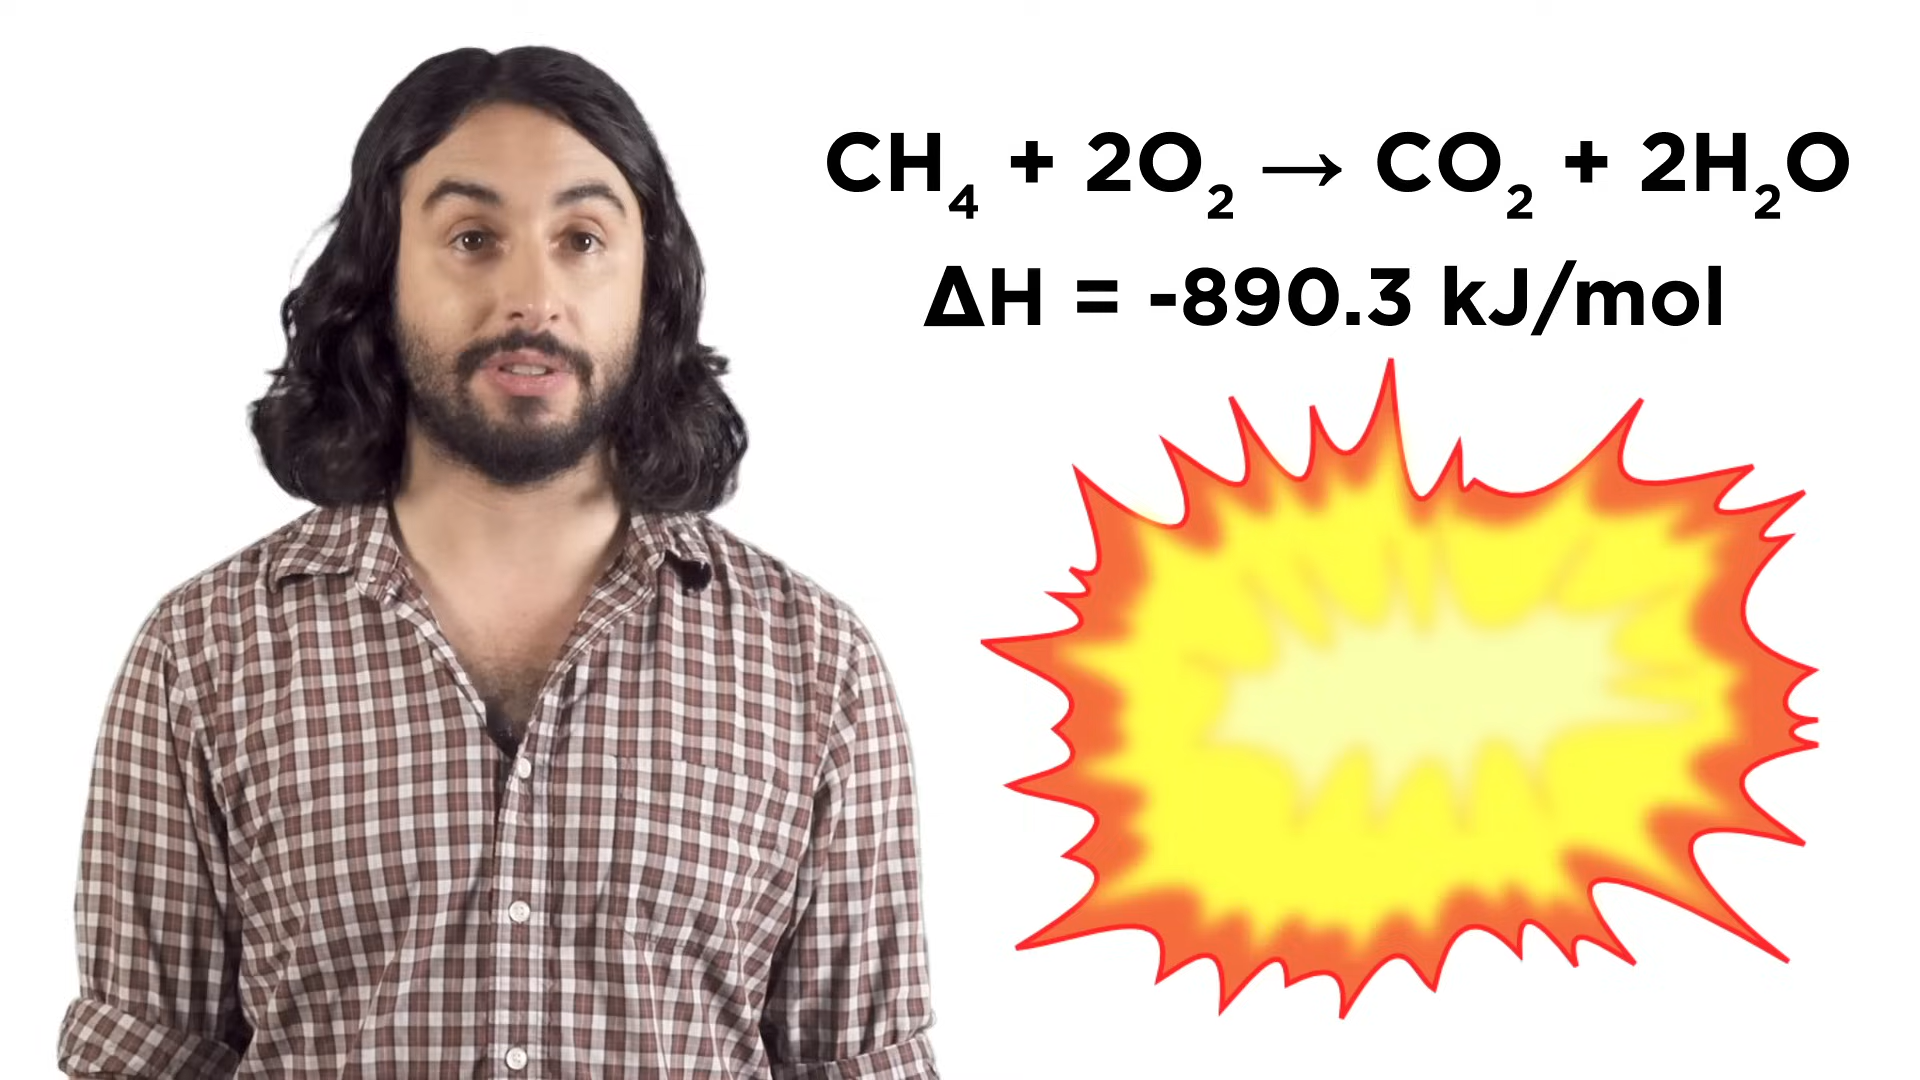 CH₄ + 2O₂ → CO₂ + 2H₂O
ΔH = -890.3 kJ/mol